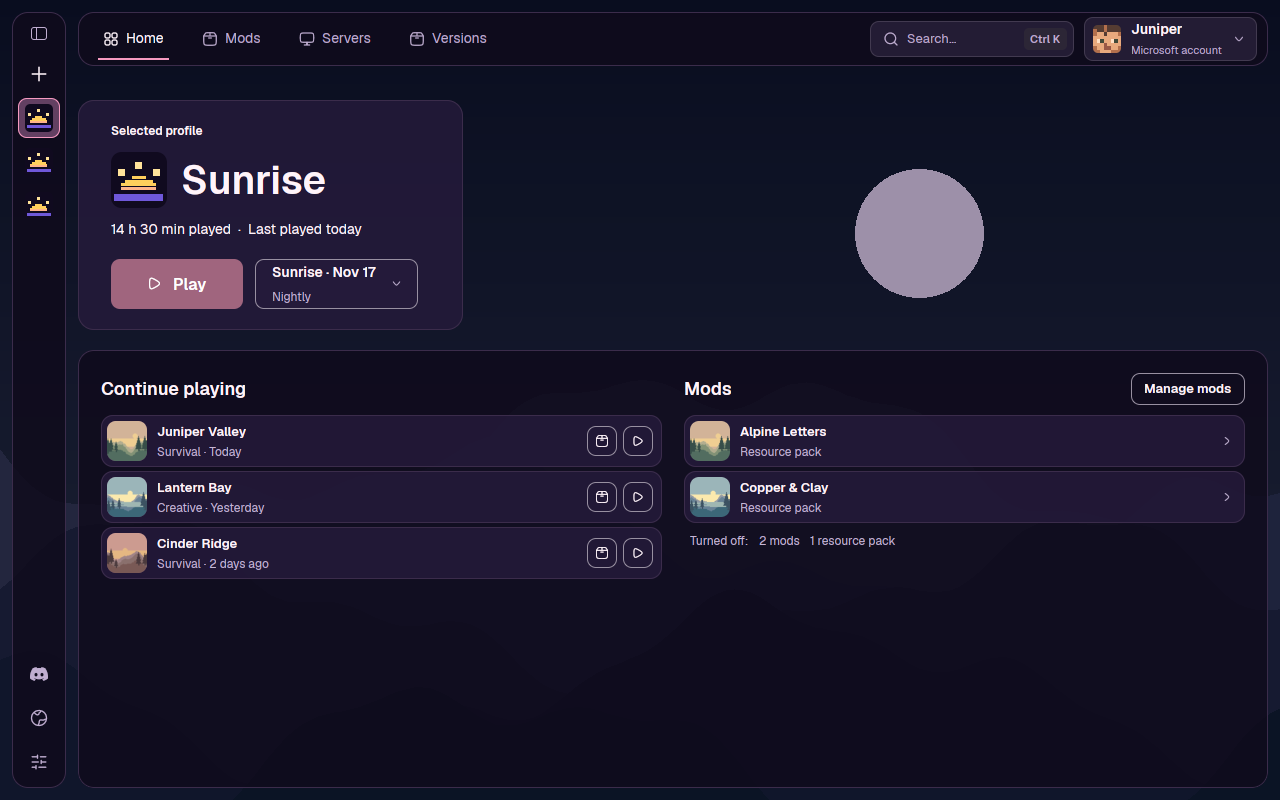 Home
Mods
Servers
Versions
Search...
Ctrl K
Juniper
Microsoft account
Selected profile
Sunrise
14 h 30 min played · Last played today
Play
Sunrise · Nov 17
Nightly
Continue playing
Juniper Valley
Survival · Today
Lantern Bay
Creative · Yesterday
Cinder Ridge
Survival · 2 days ago
Mods
Manage mods
Alpine Letters
Resource pack
Copper & Clay
Resource pack
Turned off: 2 mods 1 resource pack